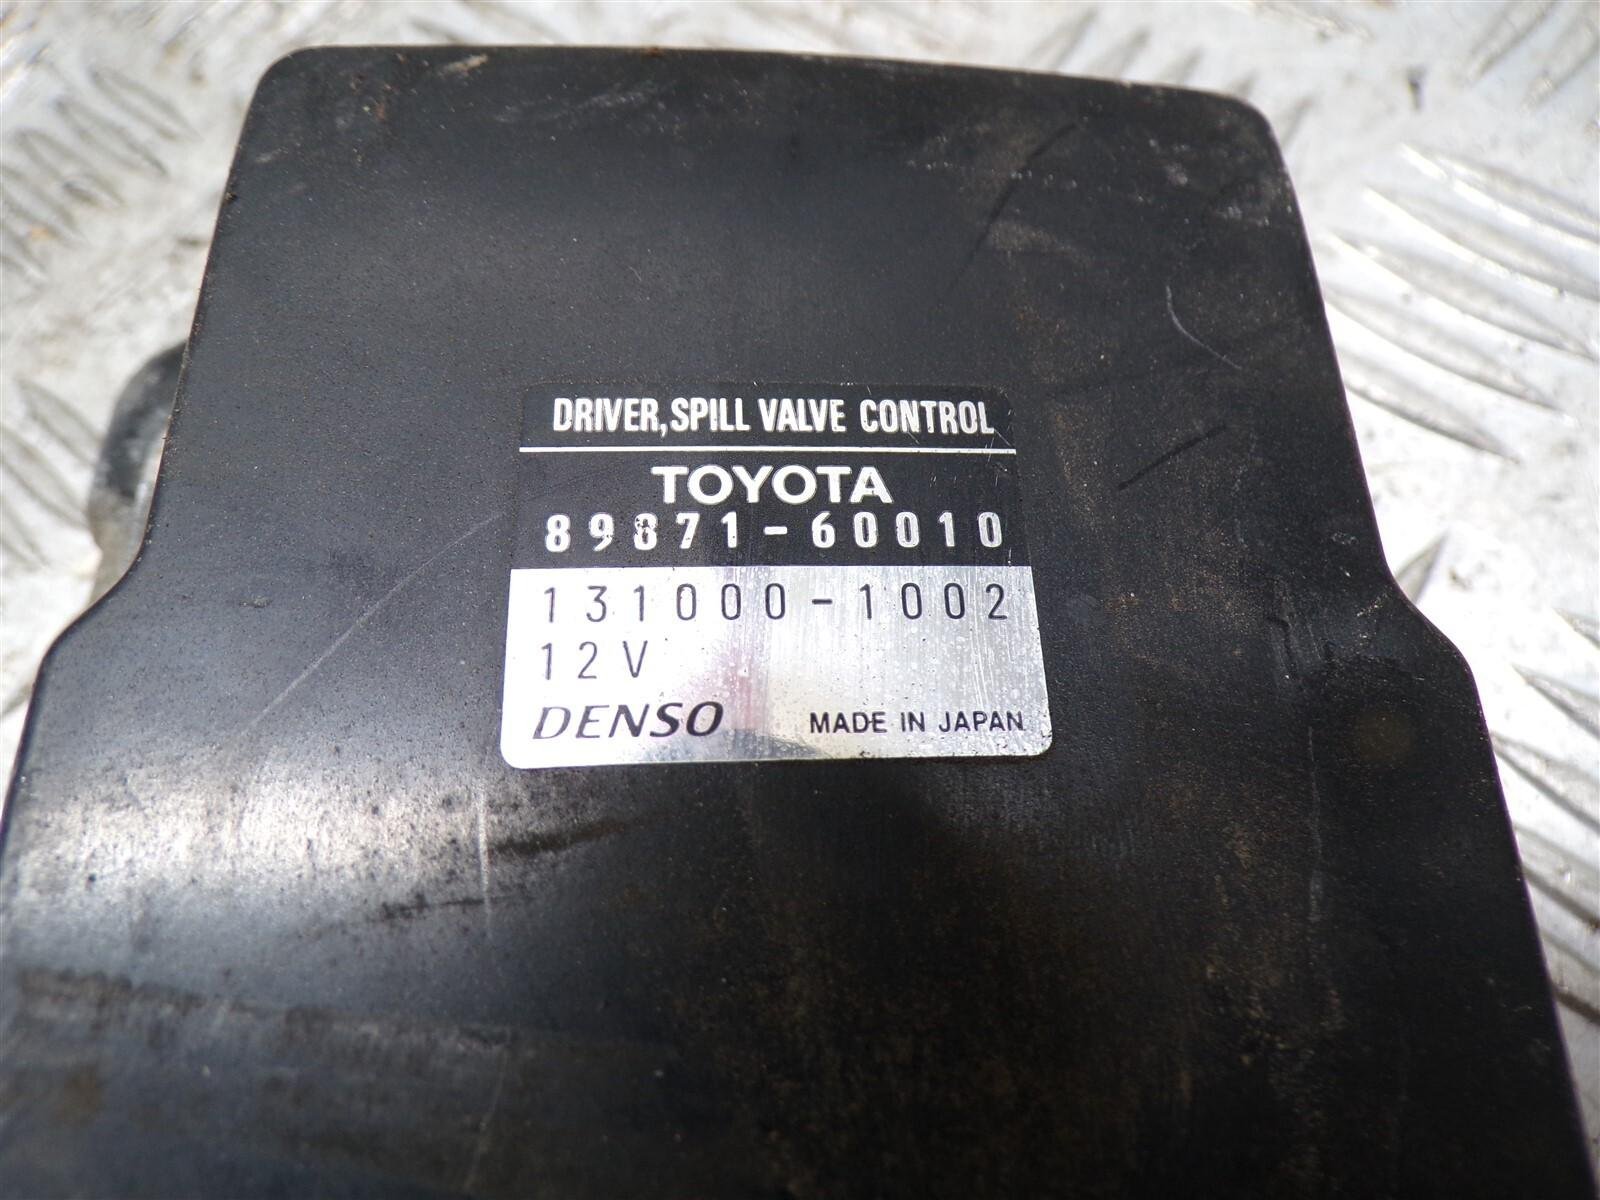 DRIVER, SPILL VALVE CONTROL
TOYOTA
89871-60010
131000-1002
12V
DENSO MADE IN JAPAN